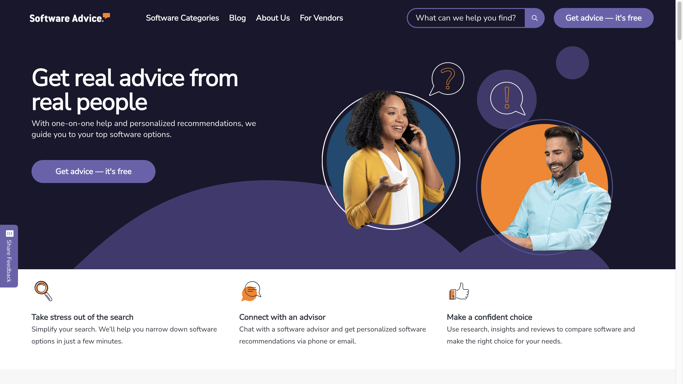 Software Advice.
Software Categories
Blog
About Us
For Vendors
What can we help you find?
Get advice — it's free
Get real advice from
real people
With one-on-one help and personalized recommendations, we
guide you to your top software options.
Get advice — it's free
?
!
Share Feedback
Take stress out of the search
Simplify your search. We'll help you narrow down software
options in just a few minutes.
Connect with an advisor
Chat with a software advisor and get personalized software
recommendations via phone or email.
Make a confident choice
Use research, insights and reviews to compare software and
make the right choice for your needs.